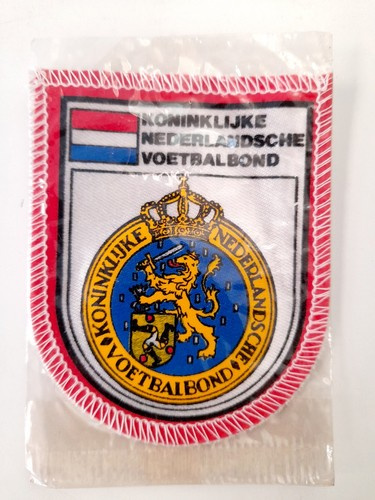 KONINKLIJKE
NEDERLANDSCHE
VOETBALBOND
KONINKLIJKE NEDERLANDSCHE
VOETBALBOND